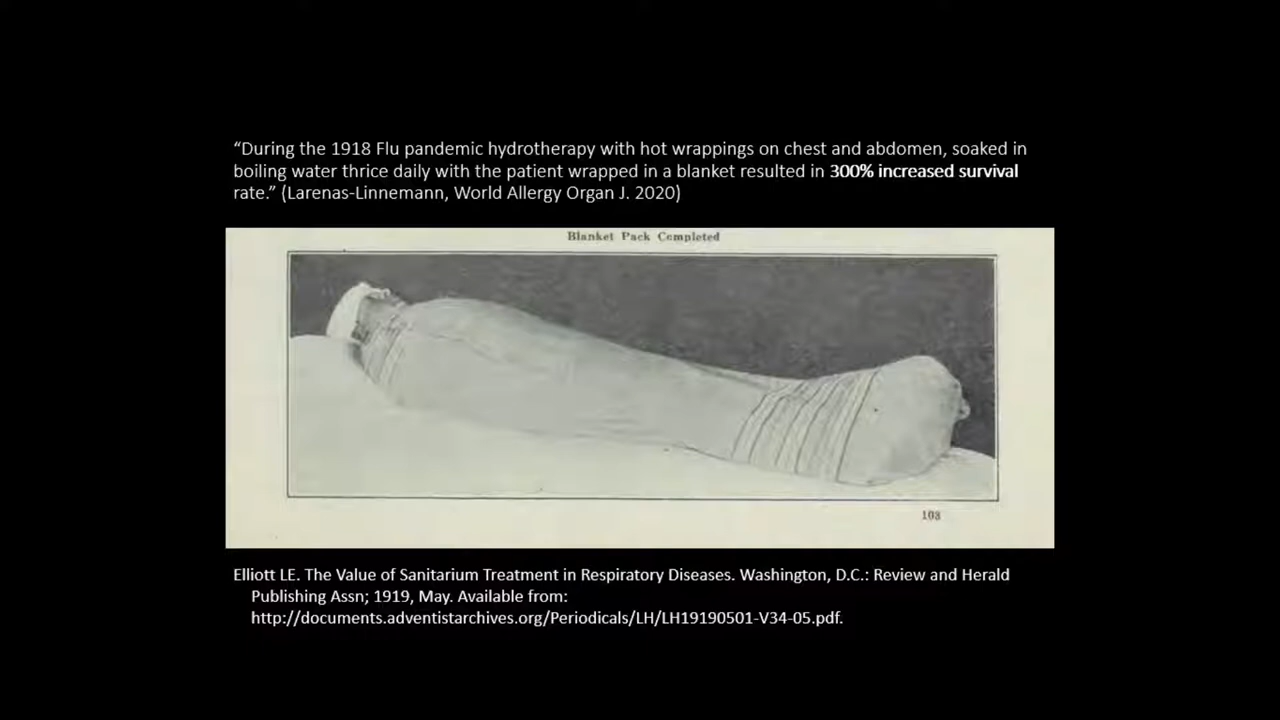 “During the 1918 Flu pandemic hydrotherapy with hot wrappings on chest and abdomen, soaked in
boiling water thrice daily with the patient wrapped in a blanket resulted in 300% increased survival
rate.” (Larenas-Linnemann, World Allergy Organ J. 2020)
Blanket Pack Completed
103
Elliott LE. The Value of Sanitarium Treatment in Respiratory Diseases. Washington, D.C.: Review and Herald
Publishing Assn; 1919, May. Available from:
http://documents.adventistarchives.org/Periodicals/LH/LH19190501-V34-05.pdf.